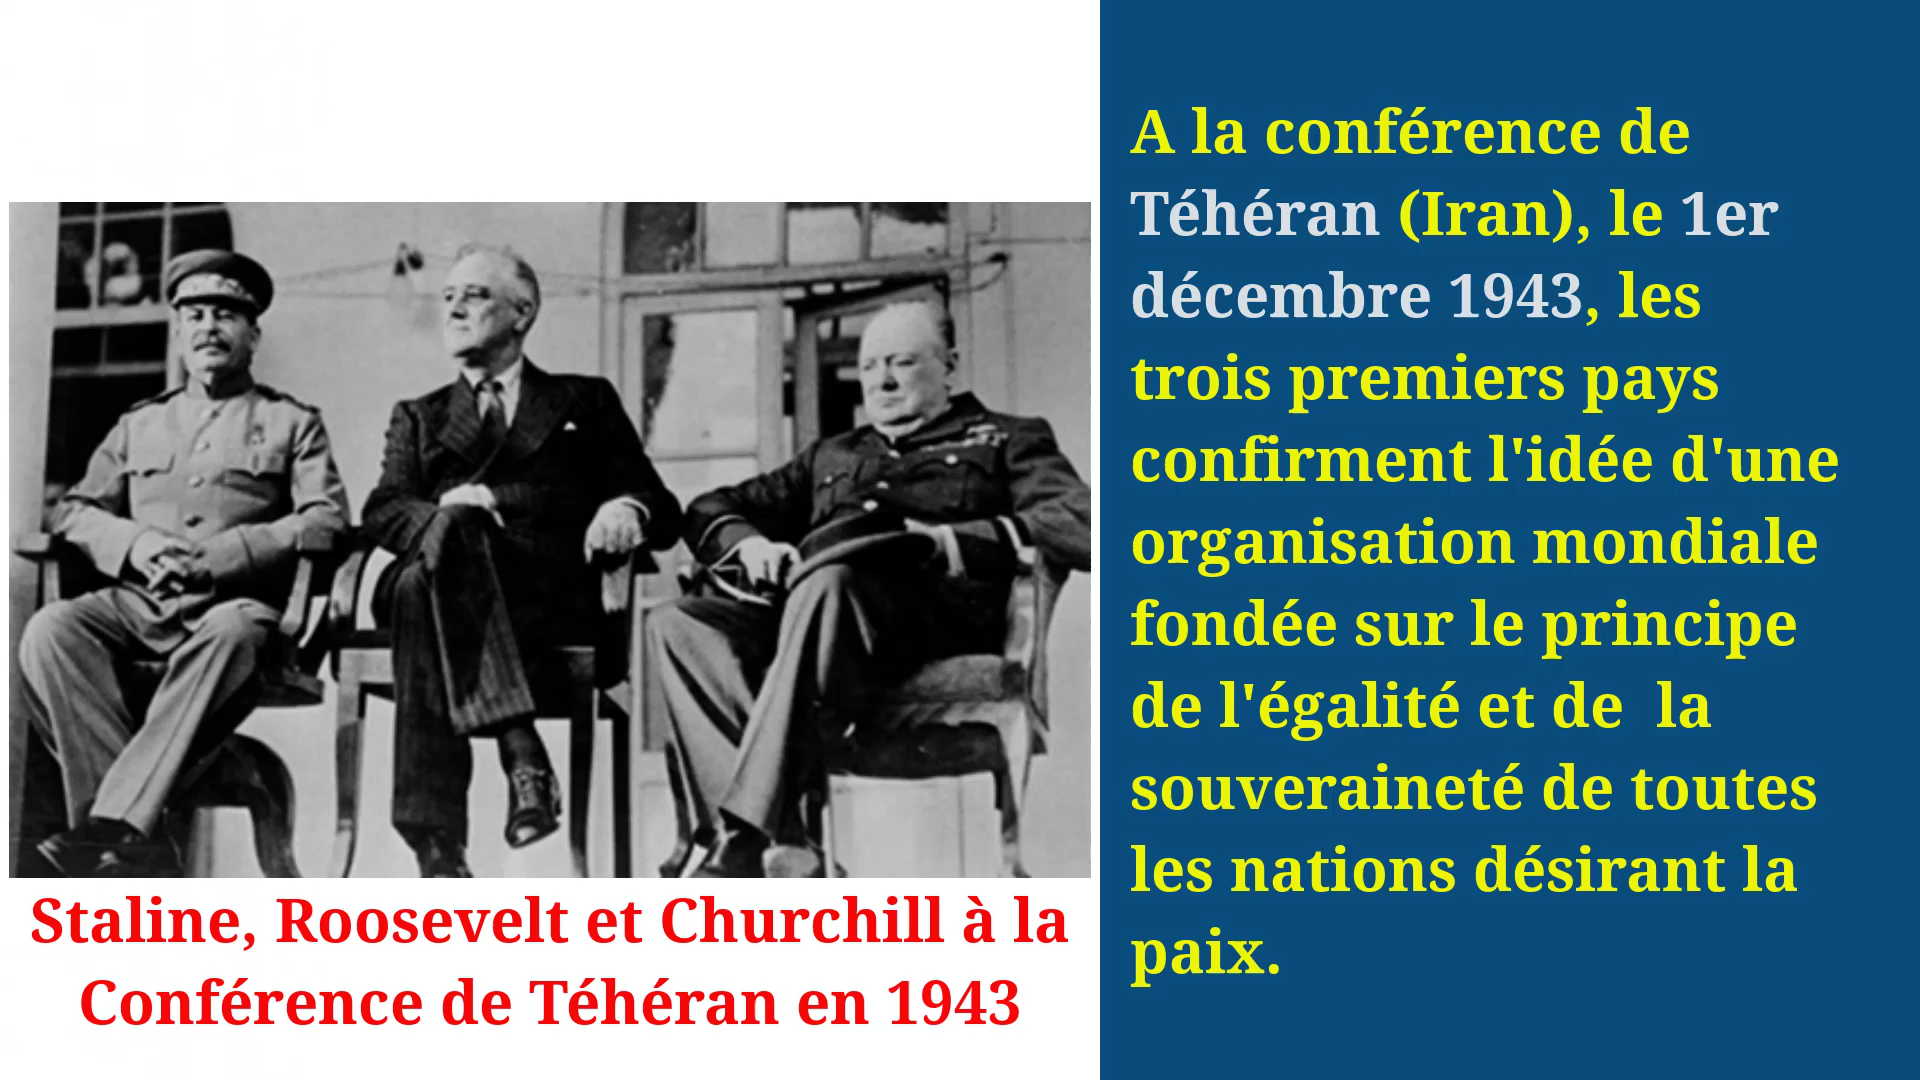 Staline, Roosevelt et Churchill à la
Conférence de Téhéran en 1943
A la conférence de
Téhéran (Iran), le 1er
décembre 1943, les
trois premiers pays
confirment l'idée d'une
organisation mondiale
fondée sur le principe
de l'égalité et de  la
souveraineté de toutes
les nations désirant la
paix.